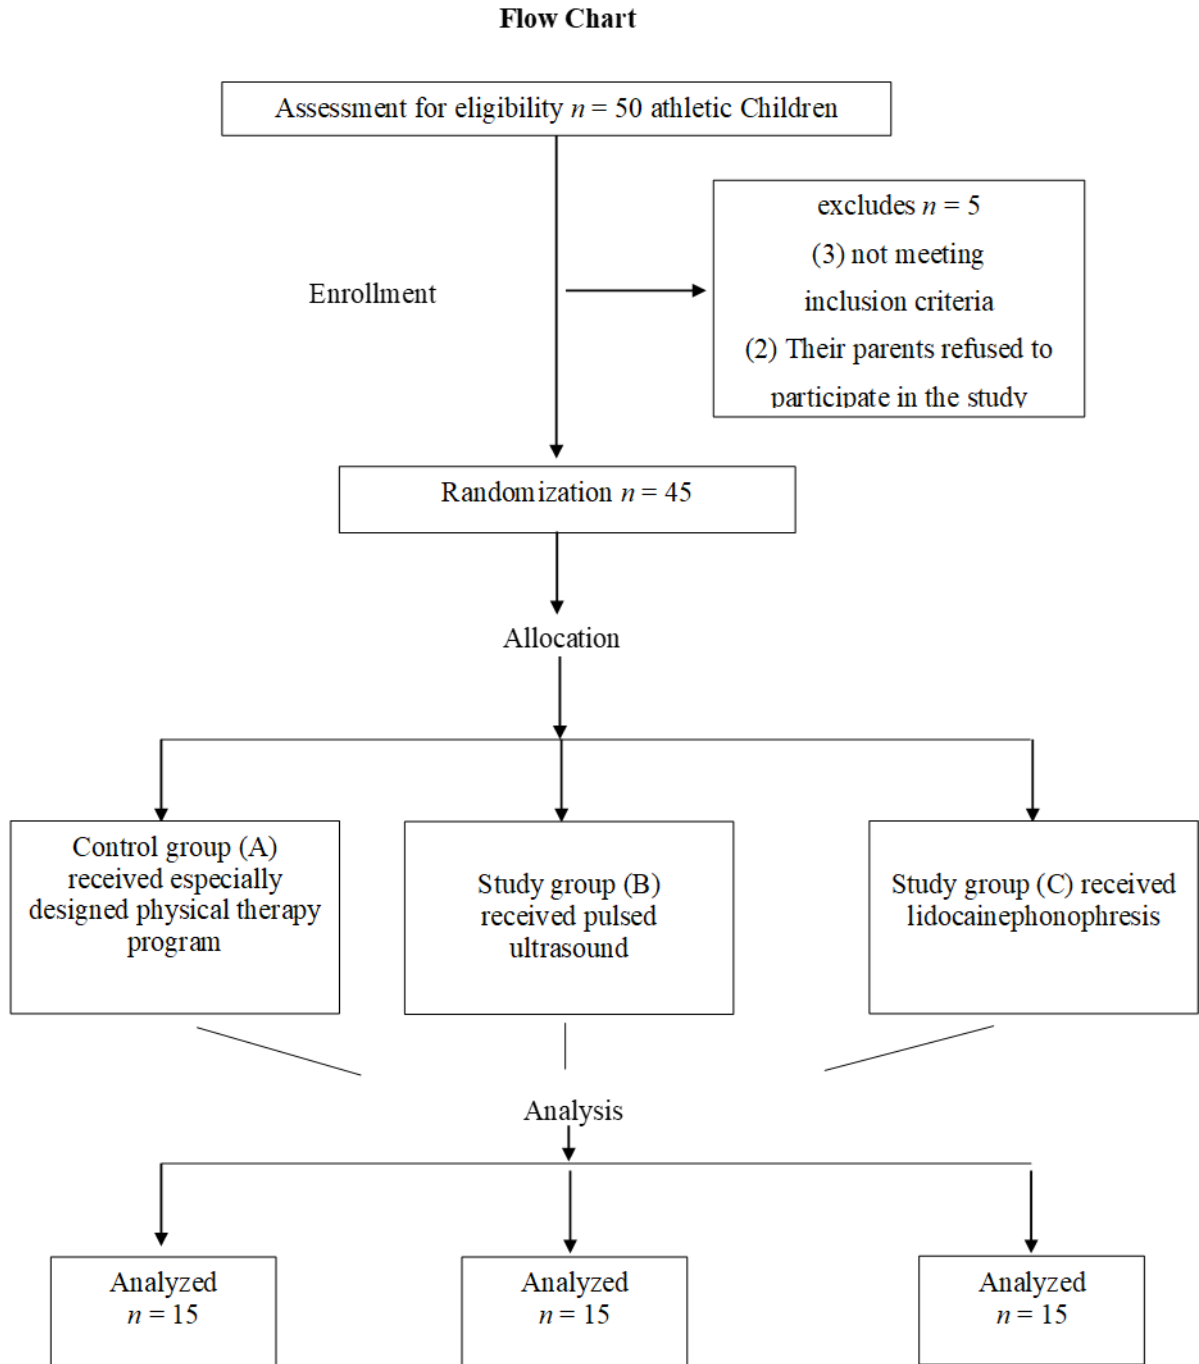 Flow Chart
Assessment for eligibility n = 50 athletic Children
excludes n = 5
(3) not meeting
inclusion criteria
(2) Their parents refused to
participate in the study
Enrollment
Randomization n = 45
Allocation
Control group (A)
received especially
designed physical therapy
program
Study group (B)
received pulsed
ultrasound
Study group (C) received
lidocainephonophresis
Analysis
Analyzed
n = 15
Analyzed
n = 15
Analyzed
n = 15